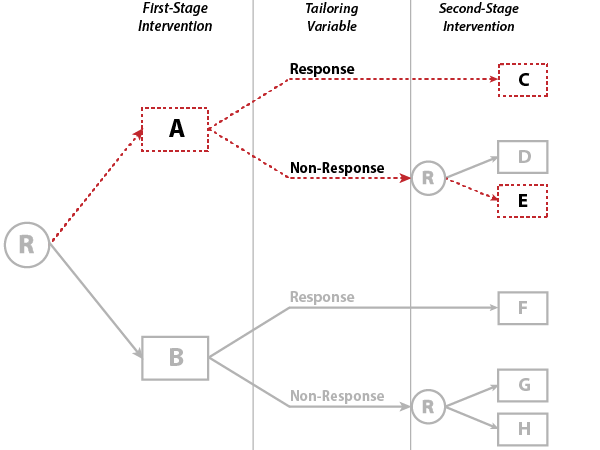 First-Stage
Intervention
Tailoring
Variable
Second-Stage
Intervention
Response
C
A
D
Non-Response
R
E
R
Response
F
B
G
Non-Response
R
H